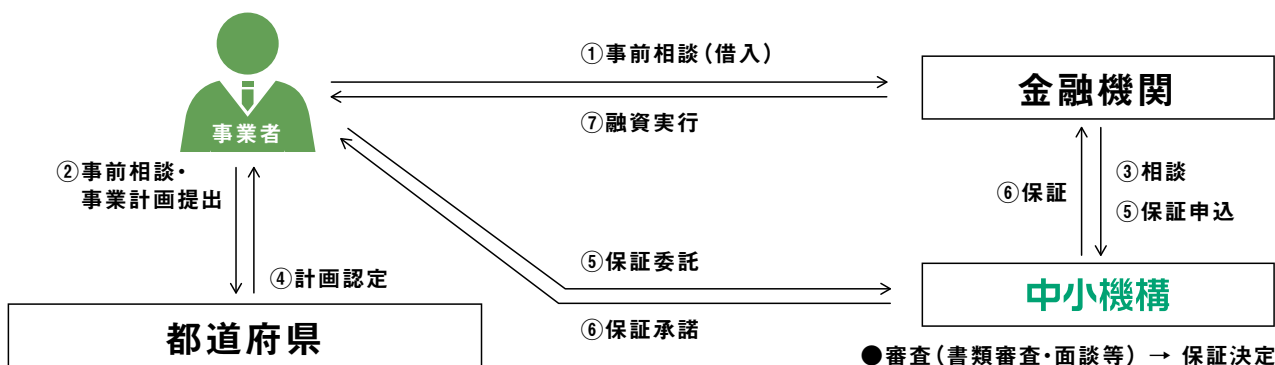 ①事前相談(借入)
金融機関
事業者
⑦融資実行
②事前相談・
事業計画提出
③相談
⑥保証
⑤保証申込
④計画認定
⑤保証委託
中小機構
都道府県
⑥保証承諾
●審査(書類審査・面談等) → 保証決定